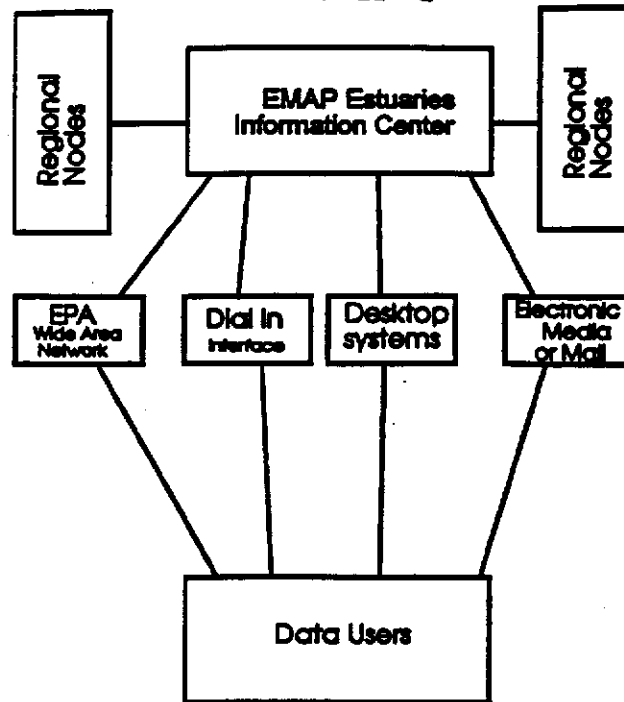 Regional
Nodes
EMAP Estuaries
Information Center
Regional
Nodes
EPA
Wide Area
Network
Dial In
Interface
Desktop
systems
Electronic
Media
or Mail
Data Users